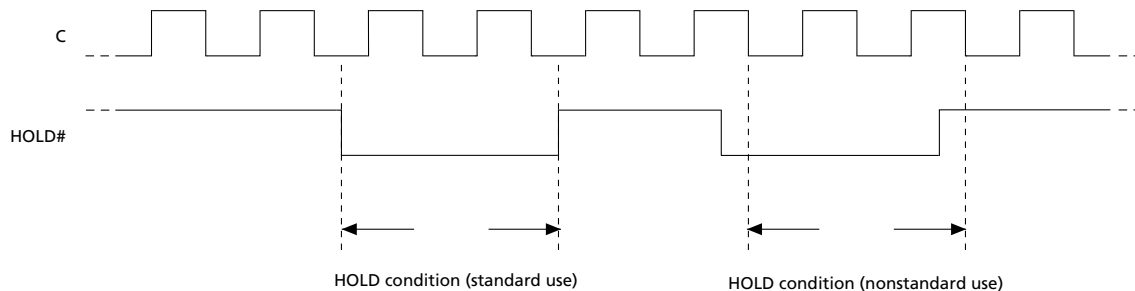 C
HOLD#
HOLD condition (standard use)
HOLD condition (nonstandard use)